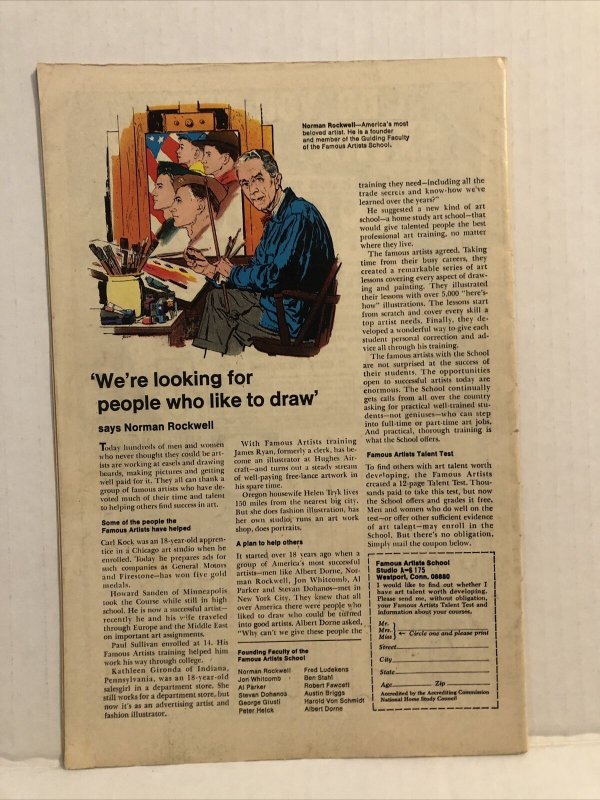 Norman Rockwell—America's most
beloved artist. He is a founder
and member of the Guiding Faculty
of the Famous Artists School.
'We're looking for
people who like to draw'
says Norman Rockwell
Today hundreds of men and women
who never thought they could be art-
ists are working at easels and drawing
boards, making pictures and getting
well paid for it. They all can thank a
group of famous artists who have de-
voted much of their time and talent
to helping others find success in art.
Some of the people the
Famous Artists have helped
Carl Kock was an 18-year-old appren-
tice in a Chicago art studio when he
enrolled. Today he prepares ads for
such companies as General Motors
and Firestone—has won five gold
medals.
Howard Sanden of Minneapolis
took the Course while still in high
school. He is now a successful artist—
recently he and his wife traveled
through Europe and the Middle East
on important assignments.
Paul Sullivan enrolled at 14. His
Famous Artists training helped him
work his way through college.
Kathleen Gironda of Indiana,
Pennsylvania, was an 18-year-old
salesgirl in a department store. She
still works for a department store, but
now it's as an advertising artist and
fashion illustrator.
With Famous Artists training
James Ryan, formerly a clerk, has be-
come an illustrator at Hughes Air-
craft—and turns out a steady stream
of well-paying free-lance artwork in
his spare time.
Oregon housewife Helen Tryk lives
150 miles from the nearest big city.
But she does fashion illustration, has
her own studio, runs an art work
shop, does portraits.
A plan to help others
It started over 18 years ago when a
group of America's most successful
artists—men like Albert Dorne, Nor-
man Rockwell, Jon Whitcomb, Al
Parker and Stevan Dohanos—met in
New York City. They knew that all
over America there were people who
liked to draw who could be turned
into good artists. Albert Dorne asked,
"Why can't we give these people the
Founding Faculty of the
Famous Artists School
Norman Rockwell
Jon Whitcomb
Al Parker
Stevan Dohanos
George Giusti
Peter Helck
Fred Ludekens
Ben Stahl
Robert Fawcett
Austin Briggs
Harold Von Schmidt
Albert Dorne
training they need—including all the
trade secrets and know-how we've
learned over the years?"
He suggested a new kind of art
school—a home study art school—that
would give talented people the best
professional art training, no matter
where they live.
The famous artists agreed. Taking
time from their busy careers, they
created a remarkable series of art
lessons covering every aspect of draw-
ing and painting. They illustrated
their lessons with over 5,000 "here's-
how" illustrations. The lessons start
from scratch and cover every skill a
top artist needs. Finally, they de-
veloped a wonderful way to give each
student personal correction and ad-
vice all through his training.
The famous artists with the School
are not surprised at the success of
their students. The opportunities
open to successful artists today are
enormous. The School continually
gets calls from all over the country
asking for practical well-trained stu-
dents—not geniuses—who can step
into full-time or part-time art jobs.
And practical, thorough training is
what the School offers.
Famous Artists Talent Test
To find others with art talent worth
developing, the Famous Artists
created a 12-page Talent Test. Thou-
sands paid to take this test, but now
the School offers and grades it free.
Men and women who do well on the
test—or offer other sufficient evidence
of art talent—may enroll in the
School. But there's no obligation,
Simply mail the coupon below.
Famous Artists School
Studio A-6175
Westport, Conn. 06880
I would like to find out whether I
have art talent worth developing.
Please send me, without obligation,
your Famous Artists Talent Test and
information about your courses.
Mr.
Mrs. ← Circle one and please print
Miss
Street
City
State
Age Zip
Accredited by the Accrediting Commission
National Home Study Council